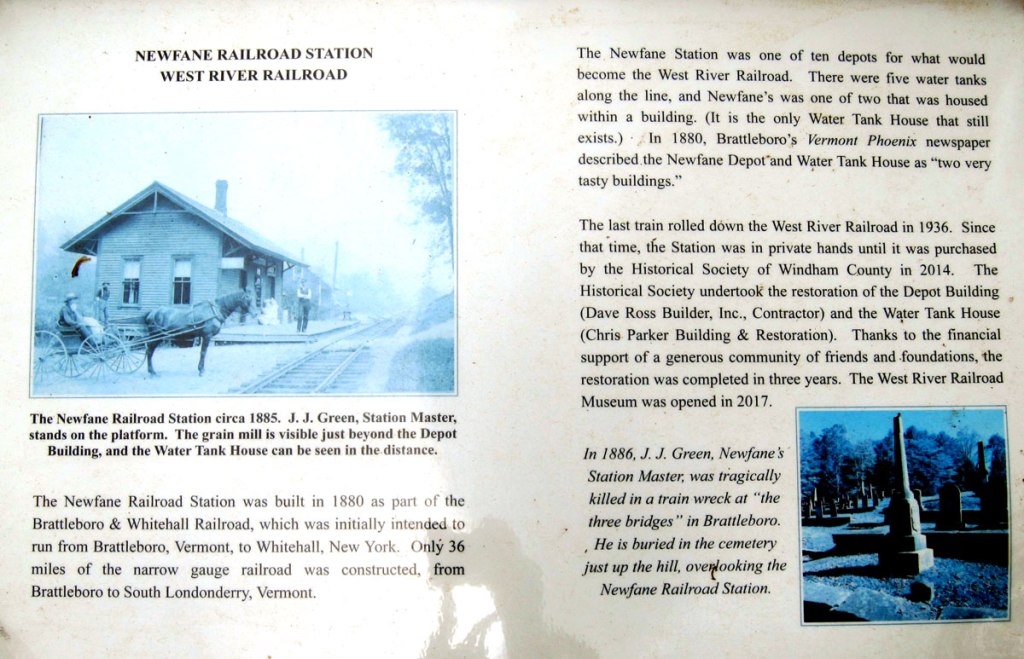 NEWFANE RAILROAD STATION
WEST RIVER RAILROAD
The Newfane Railroad Station circa 1885. J. J. Green, Station Master,
stands on the platform. The grain mill is visible just beyond the Depot
Building, and the Water Tank House can be seen in the distance.
The Newfane Railroad Station was built in 1880 as part of the
Brattleboro & Whitehall Railroad, which was initially intended to
run from Brattleboro, Vermont, to Whitehall, New York. Only 36
miles of the narrow gauge railroad was constructed, from
Brattleboro to South Londonderry, Vermont.
The Newfane Station was one of ten depots for what would
become the West River Railroad. There were five water tanks
along the line, and Newfane's was one of two that was housed
within a building. (It is the only Water Tank House that still
exists.) In 1880, Brattleboro's Vermont Phoenix newspaper
described the Newfane Depot and Water Tank House as "two very
tasty buildings."
The last train rolled down the West River Railroad in 1936. Since
that time, the Station was in private hands until it was purchased
by the Historical Society of Windham County in 2014. The
Historical Society undertook the restoration of the Depot Building
(Dave Ross Builder, Inc., Contractor) and the Water Tank House
(Chris Parker Building & Restoration). Thanks to the financial
support of a generous community of friends and foundations, the
restoration was completed in three years. The West River Railroad
Museum was opened in 2017.
In 1886, J. J. Green, Newfane's
Station Master, was tragically
killed in a train wreck at "the
three bridges" in Brattleboro.
He is buried in the cemetery
just up the hill, overlooking the
Newfane Railroad Station.